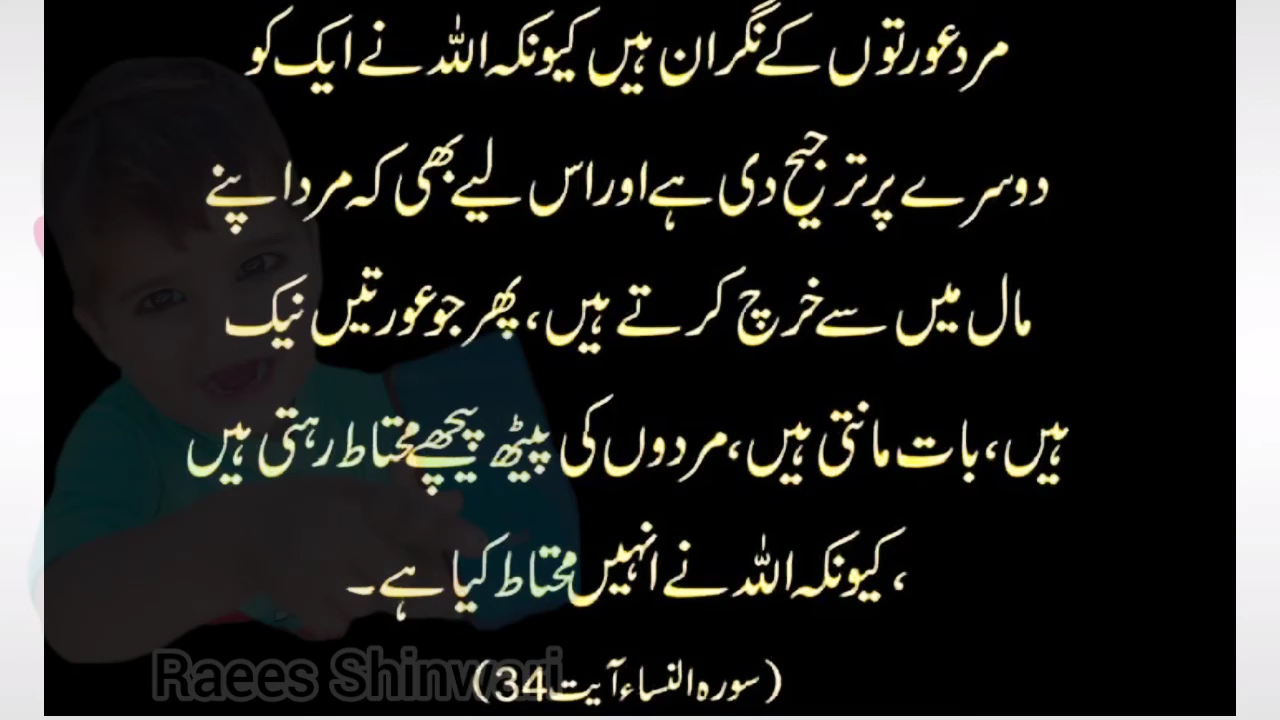 مرد عورتوں کے نگران ہیں کیونکہ اللہ نے ایک کو
دوسرے پر ترجیح دی ہے اور اس لیے بھی کہ مرد اپنے
مال میں سے خرچ کرتے ہیں، پھر جو عورتیں نیک
ہیں، بات مانتی ہیں، مردوں کی پیٹھ پیچھے محتاط رہتی ہیں
، کیونکہ اللہ نے انہیں محتاط کیا ہے۔
(سورہ النساء آیت 34)
Raees Shinwari